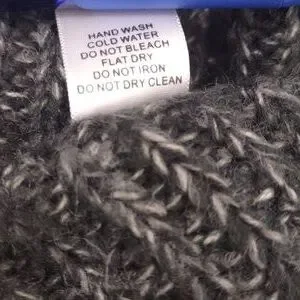 HAND WASH
COLD WATER
DO NOT BLEACH
FLAT DRY
DO NOT IRON
DO NOT DRY CLEAN